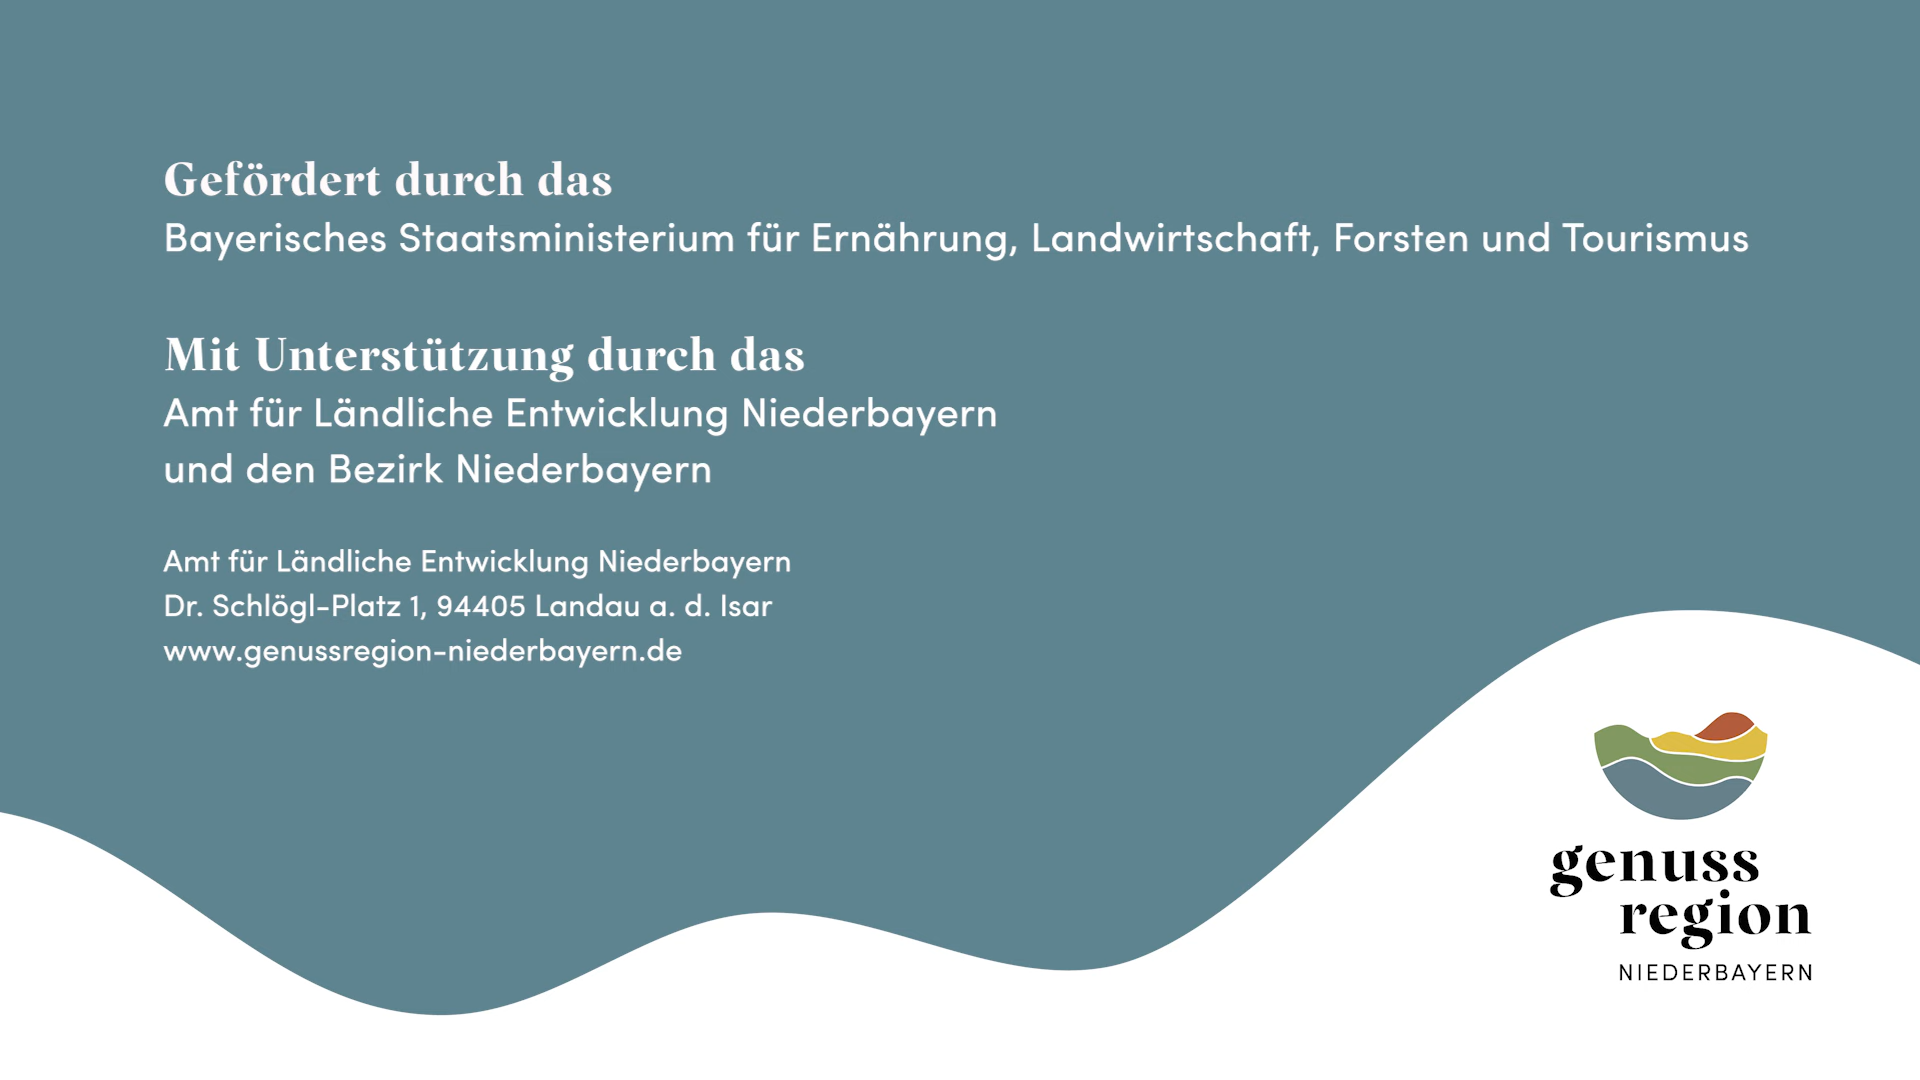 Gefördert durch das
Bayerisches Staatsministerium für Ernährung, Landwirtschaft, Forsten und Tourismus
Mit Unterstützung durch das
Amt für Ländliche Entwicklung Niederbayern
und den Bezirk Niederbayern
Amt für Ländliche Entwicklung Niederbayern
Dr. Schlögl-Platz 1, 94405 Landau a. d. Isar
www.genussregion-niederbayern.de
genuss
region
NIEDERBAYERN